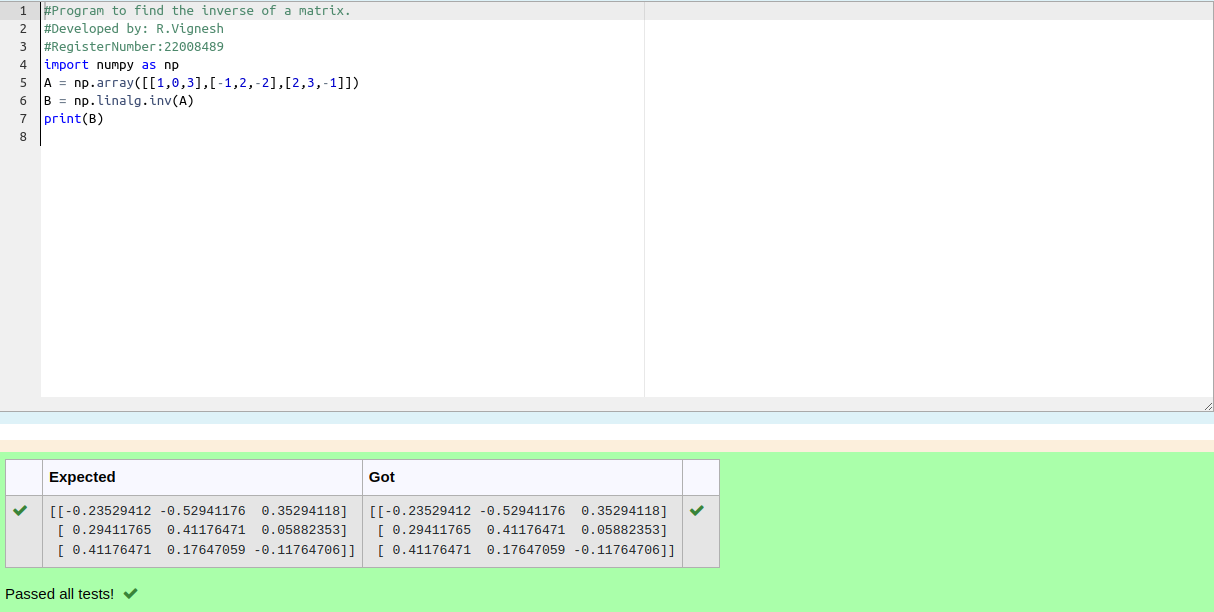 1 #Program to find the inverse of a matrix.
2 #Developed by: R.Vignesh
3 #RegisterNumber:22008489
4 import numpy as np
5 A = np.array([[1,0,3],[-1,2,-2],[2,3,-1]])
6 B = np.linalg.inv(A)
7 print(B)
8
Expected Got
[[-0.23529412 -0.52941176  0.35294118] [[-0.23529412 -0.52941176  0.35294118]
[ 0.29411765  0.41176471  0.05882353] [ 0.29411765  0.41176471  0.05882353]
[ 0.41176471  0.17647059 -0.11764706]] [ 0.41176471  0.17647059 -0.11764706]]
Passed all tests!